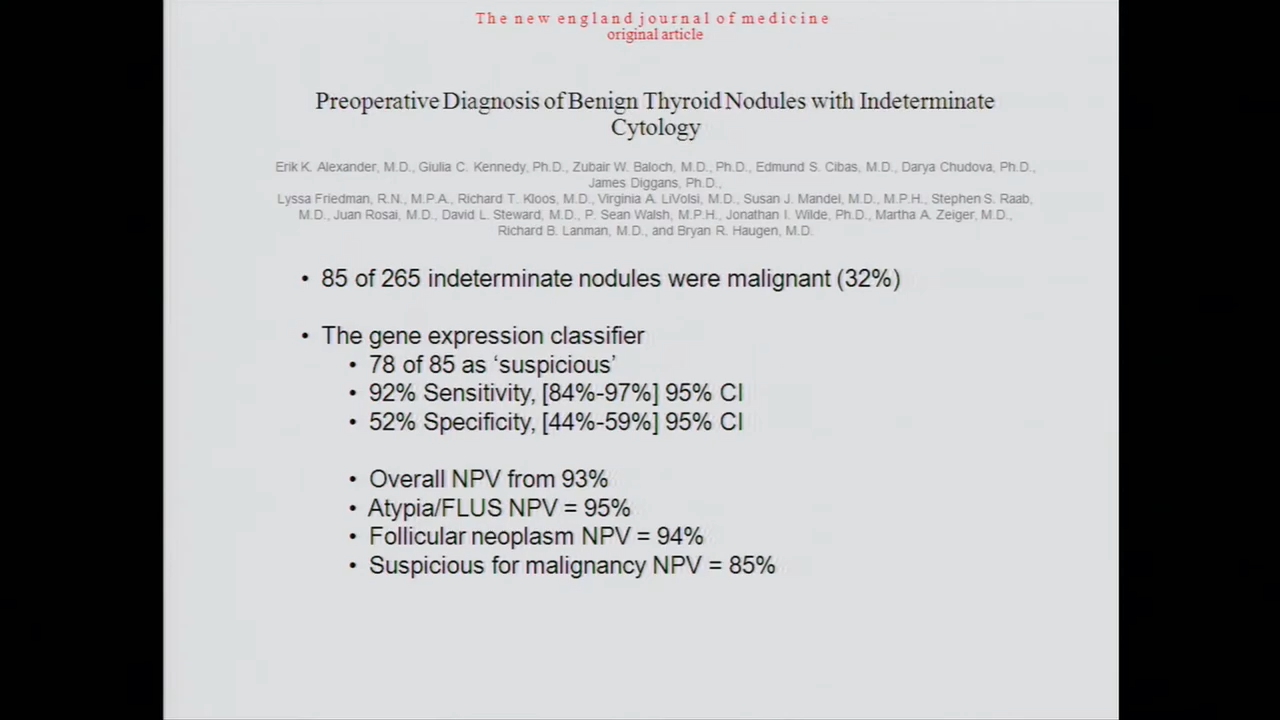 The new england journal of medicine
original article
Preoperative Diagnosis of Benign Thyroid Nodules with Indeterminate
Cytology
Erik K. Alexander, M.D., Giulia C. Kennedy, Ph.D., Zubair W. Baloch, M.D., Ph.D., Edmund S. Cibas, M.D., Darya Chudova, Ph.D.,
James Diggans, Ph.D.,
Lyssa Friedman, R.N., M.P.A., Richard T. Kloos, M.D., Virginia A. LiVolsi, M.D., Susan J. Mandel, M.D., M.P.H., Stephen S. Raab,
M.D., Juan Rosai, M.D., David L. Steward, M.D., P. Sean Walsh, M.P.H., Jonathan I. Wilde, Ph.D., Martha A. Zeiger, M.D.,
Richard B. Lanman, M.D., and Bryan R. Haugen, M.D.
• 85 of 265 indeterminate nodules were malignant (32%)
• The gene expression classifier
• 78 of 85 as ‘suspicious’
• 92% Sensitivity, [84%-97%] 95% CI
• 52% Specificity, [44%-59%] 95% CI
• Overall NPV from 93%
• Atypia/FLUS NPV = 95%
• Follicular neoplasm NPV = 94%
• Suspicious for malignancy NPV = 85%